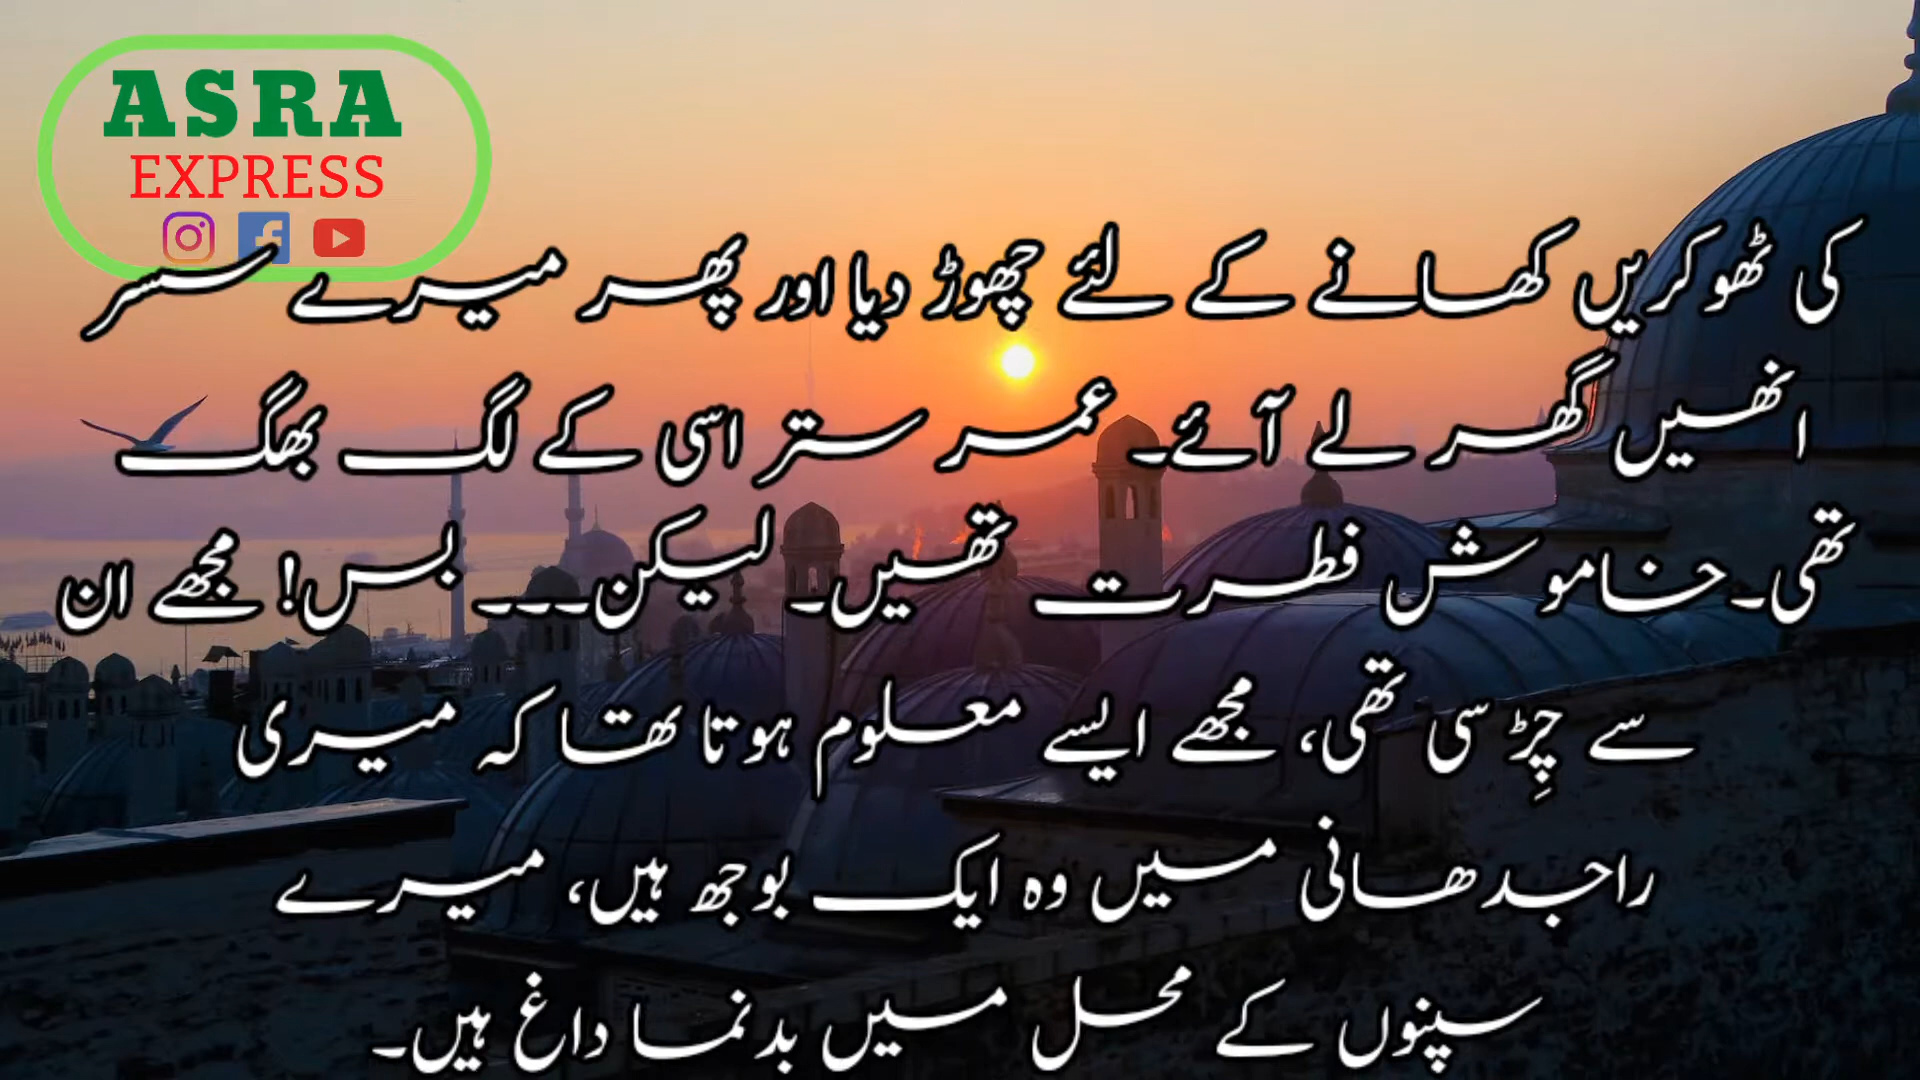 ASRA
EXPRESS
کی ٹھوکریں کھانے کے لئے چھوڑ دیا اور پھر میرے سسر
انھیں گھر لے آئے۔ عمر ستر اسی کے لگ بھگ
تھی۔ خاموش فطرت تھیں۔ لیکن۔۔۔ بس! مجھے ان
سے چِڑ سی تھی، مجھے ایسے معلوم ہوتا تھا کہ میری
راجدھانی میں وہ ایک بوجھ ہیں، میرے
سپنوں کے محل میں بدنما داغ ہیں۔